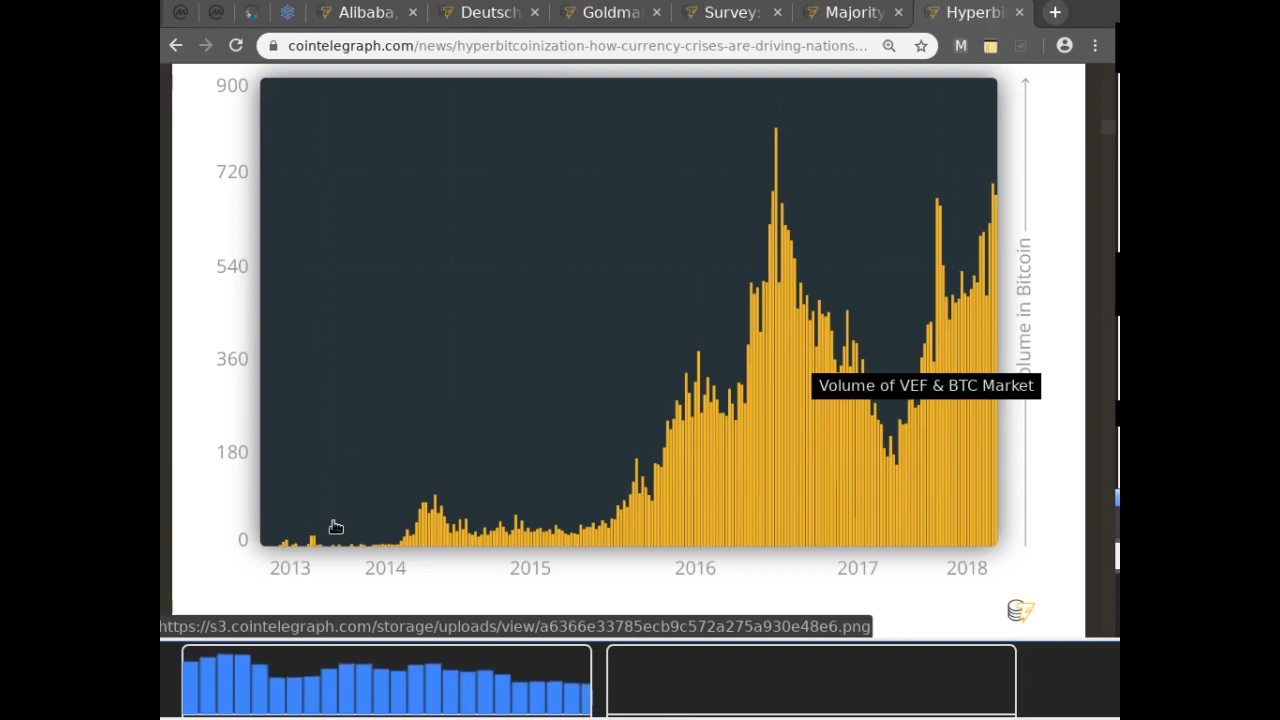 Alibaba,
Deutsch
Goldma
Survey:
Majority
Hyperbi
cointelegraph.com/news/hyperbitcoinization-how-currency-crises-are-driving-nations...
M
900
720
540
360
180
0
olume in Bitcoin
Volume of VEF & BTC Market
2013 2014 2015 2016 2017 2018
https://s3.cointelegraph.com/storage/uploads/view/a6366e33785ecb9c572a275a930e48e6.png